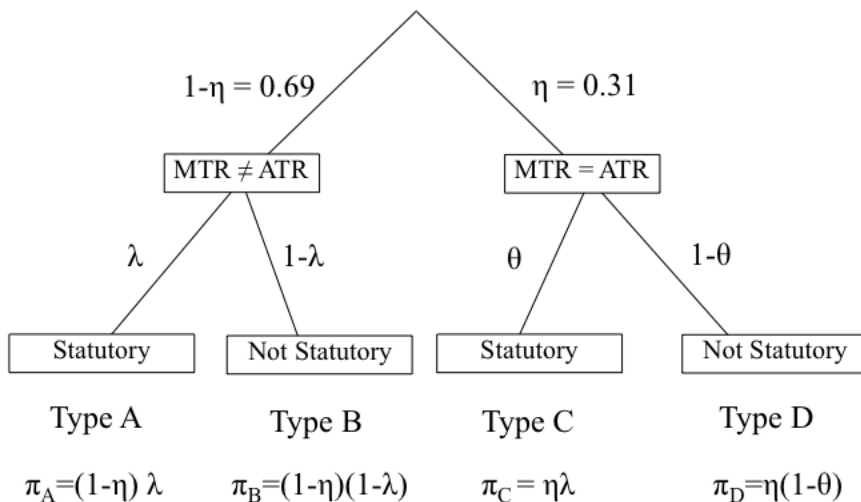 1-η = 0.69 η = 0.31
MTR ≠ ATR MTR = ATR
λ 1-λ θ 1-θ
Statutory Not Statutory Statutory Not Statutory
Type A Type B Type C Type D
π_A=(1-η) λ π_B=(1-η)(1-λ) π_C = ηλ π_D=η(1-θ)